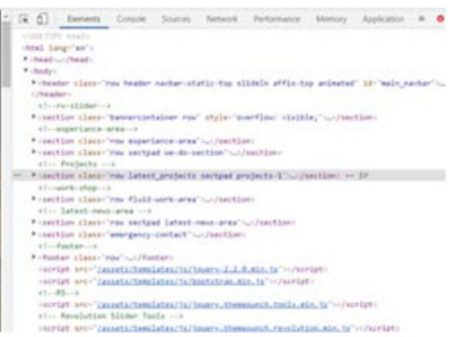 Elements Console Sources Network Performance Memory Application »
<!DOCTYPE html>
<html lang="en">
▶<head>…</head>
▼<body>
▶<header class="row header navbar-static-top slideIn affix-top animated" id="main_navbar">…
</header>
<!--rv-slider-->
▶<section class="bannercontainer row" style="overflow: visible;">…</section>
<!--experiance-area-->
▶<section class="row experience-area">…</section>
▶<section class="row sectpad we-do-section">…</section>
<!-- Projects -->
▶<section class="row latest_projects sectpad projects-1">…</section> ==
<!--work-shop-->
▶<section class="row fluid-work-area">…</section>
<!-- latest-news-area -->
▶<section class="row sectpad latest-news-area">…</section>
▶<section class="emergency-contact">…</section>
<!--footer-->
▶<footer class="row">…</footer>
<script src="/assets/templates/js/jquery-2.2.0.min.js"></script>
<script src="/assets/templates/js/bootstrap.min.js"></script>
<!--RS-->
<script src="/assets/templates/js/jquery.themepunch.tools.min.js"></script>
<!-- Revolution Slider Tools -->
<script src="/assets/templates/js/jquery.themepunch.revolution.min.js"></script>